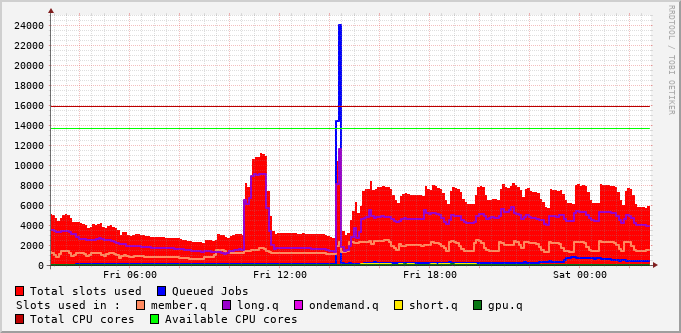 RRDTOOL / TOBI OETIKER
24000
22000
20000
18000
16000
14000
12000
10000
8000
6000
4000
2000
0
Fri 06:00 Fri 12:00 Fri 18:00 Sat 00:00
Total slots used Queued Jobs
Slots used in : member.q long.q ondemand.q short.q gpu.q
Total CPU cores Available CPU cores